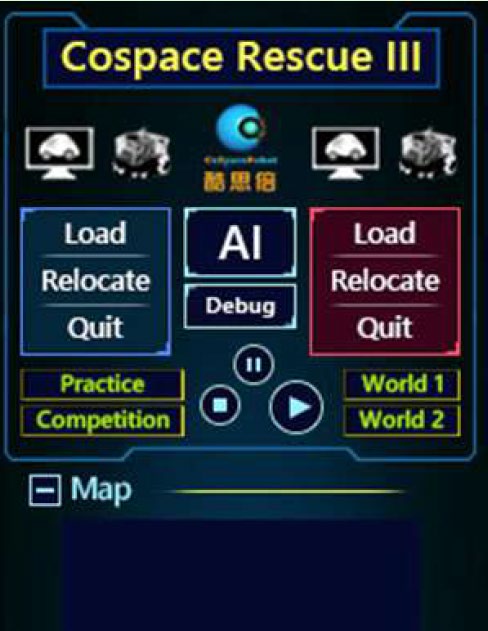 Cospace Rescue III
CoSpaceRobot
酷思倍
Load
Relocate
Quit
AI
Debug
Load
Relocate
Quit
Practice
Competition
World 1
World 2
Map